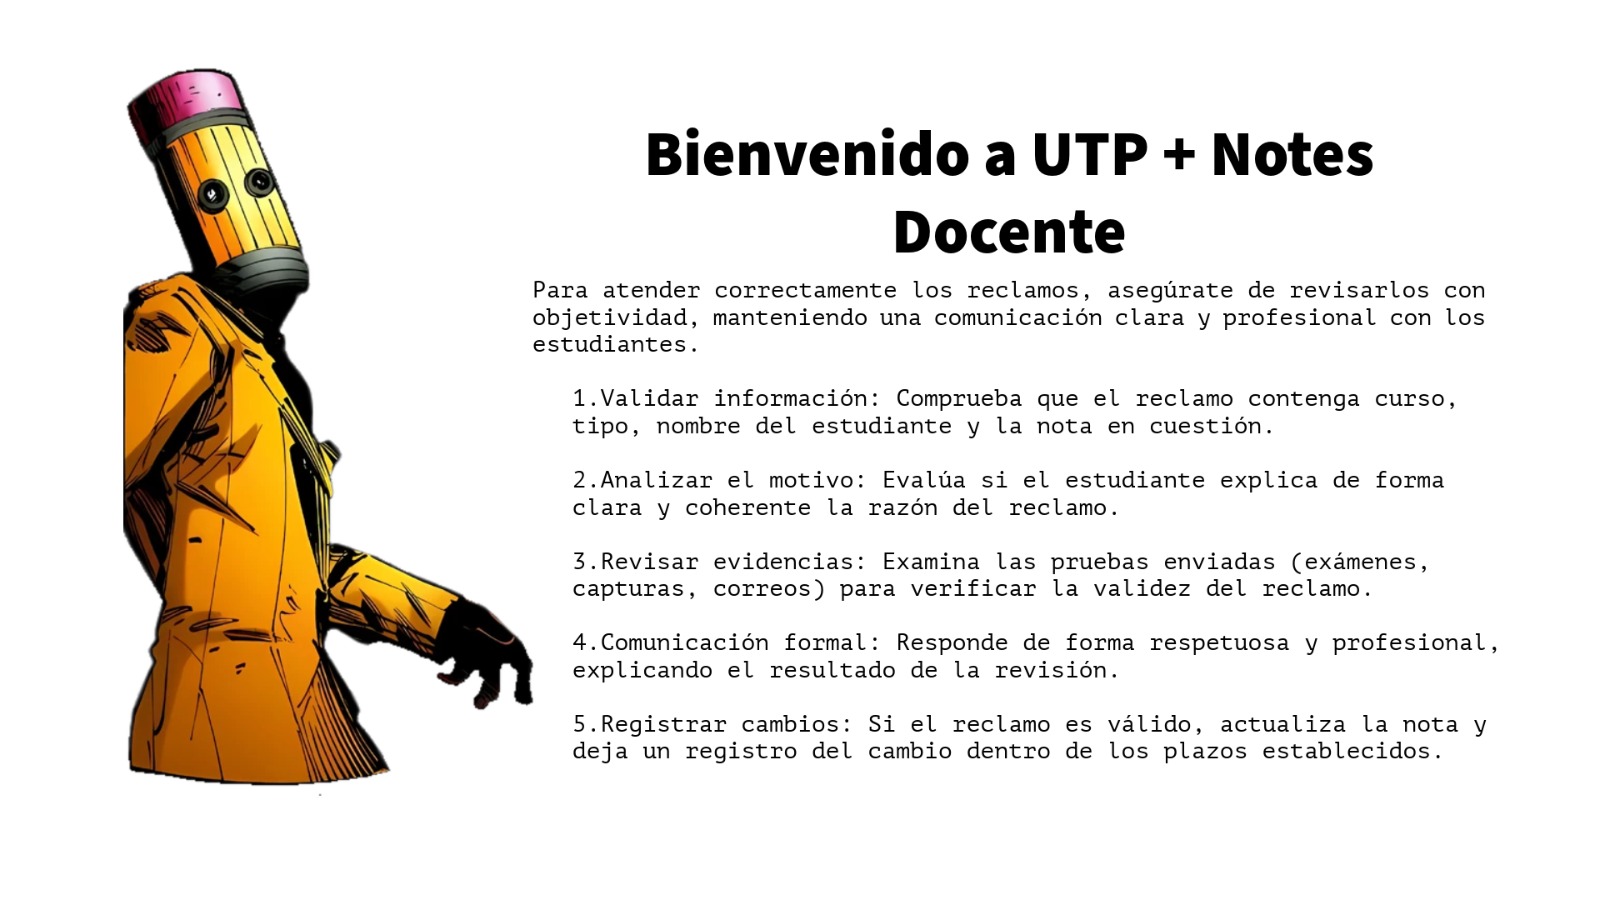 Bienvenido a UTP + Notes
Docente
Para atender correctamente los reclamos, asegúrate de revisarlos con
objetividad, manteniendo una comunicación clara y profesional con los
estudiantes.
1.Validar información: Comprueba que el reclamo contenga curso,
tipo, nombre del estudiante y la nota en cuestión.
2.Analizar el motivo: Evalúa si el estudiante explica de forma
clara y coherente la razón del reclamo.
3.Revisar evidencias: Examina las pruebas enviadas (exámenes,
capturas, correos) para verificar la validez del reclamo.
4.Comunicación formal: Responde de forma respetuosa y profesional,
explicando el resultado de la revisión.
5.Registrar cambios: Si el reclamo es válido, actualiza la nota y
deja un registro del cambio dentro de los plazos establecidos.